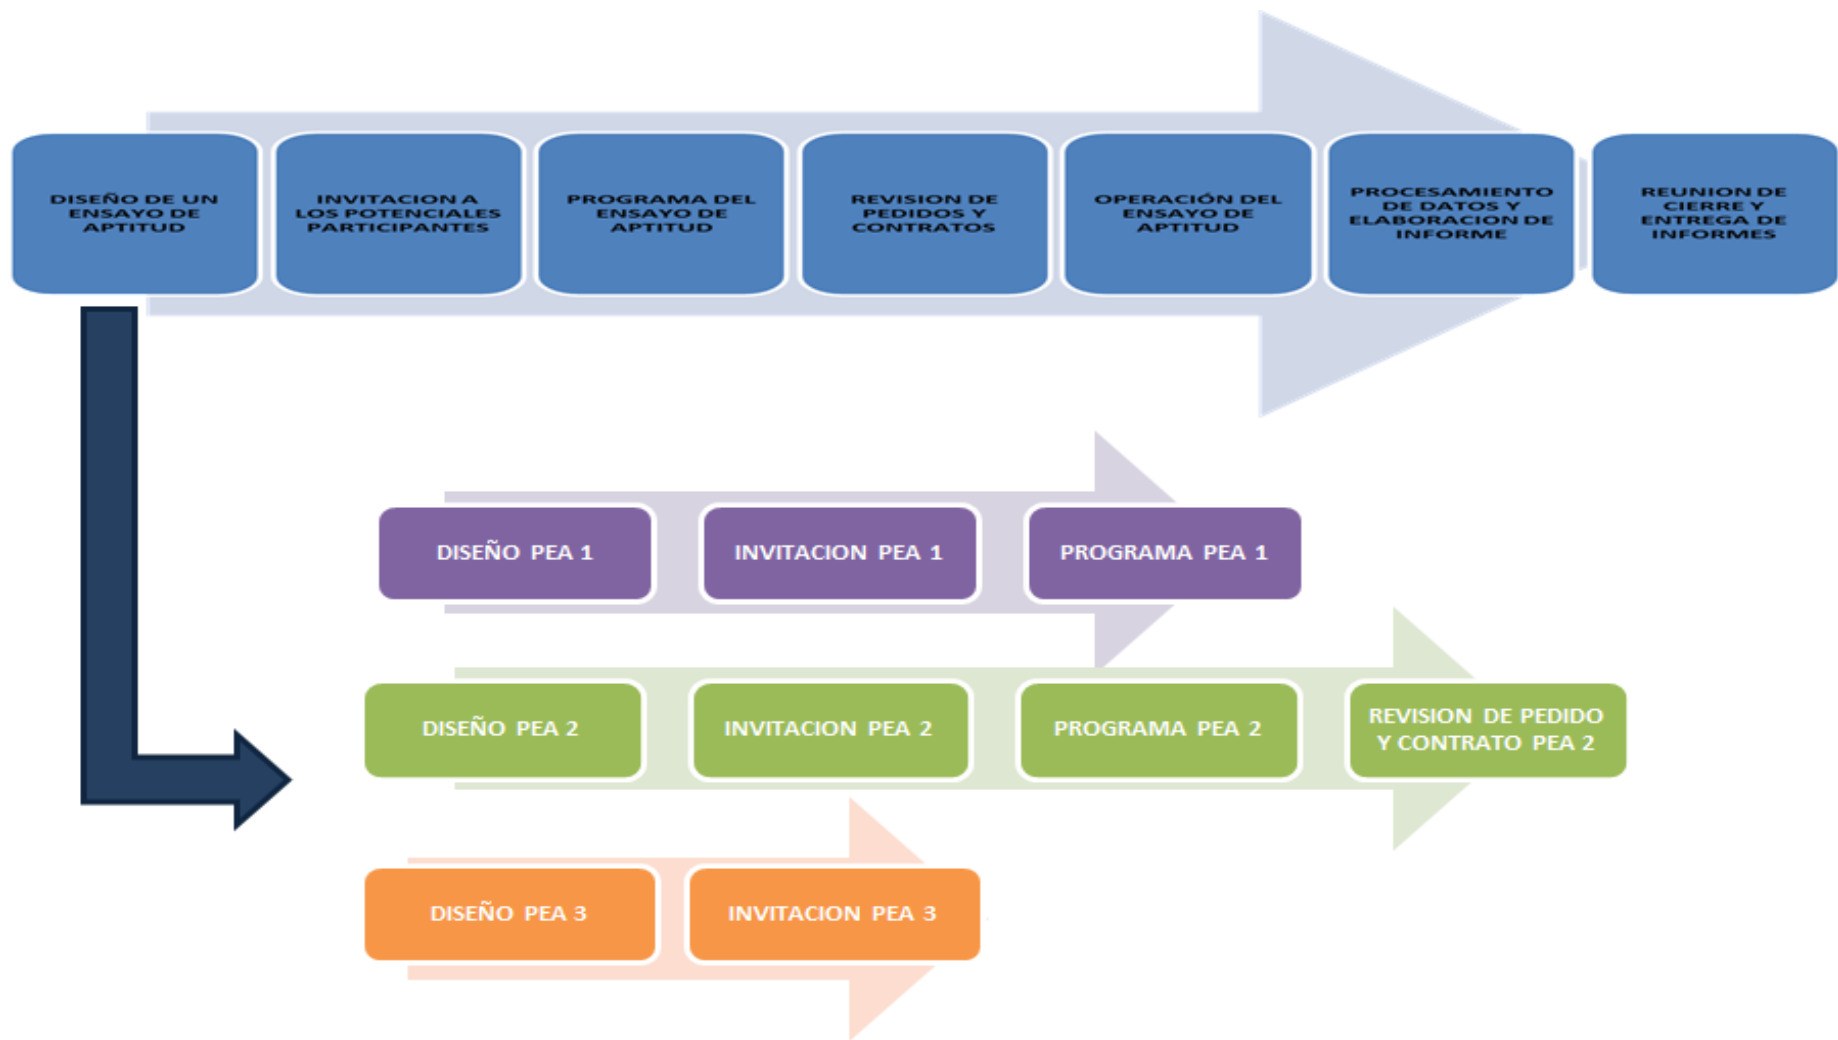 DISEÑO DE UN
ENSAYO DE
APTITUD
INVITACION A
LOS POTENCIALES
PARTICIPANTES
PROGRAMA DEL
ENSAYO DE
APTITUD
REVISION DE
PEDIDOS Y
CONTRATOS
OPERACIÓN DEL
ENSAYO DE
APTITUD
PROCESAMIENTO
DE DATOS Y
ELABORACION DE
INFORME
REUNION DE
CIERRE Y
ENTREGA DE
INFORMES
DISEÑO PEA 1
INVITACION PEA 1
PROGRAMA PEA 1
DISEÑO PEA 2
INVITACION PEA 2
PROGRAMA PEA 2
REVISION DE PEDIDO
Y CONTRATO PEA 2
DISEÑO PEA 3
INVITACION PEA 3